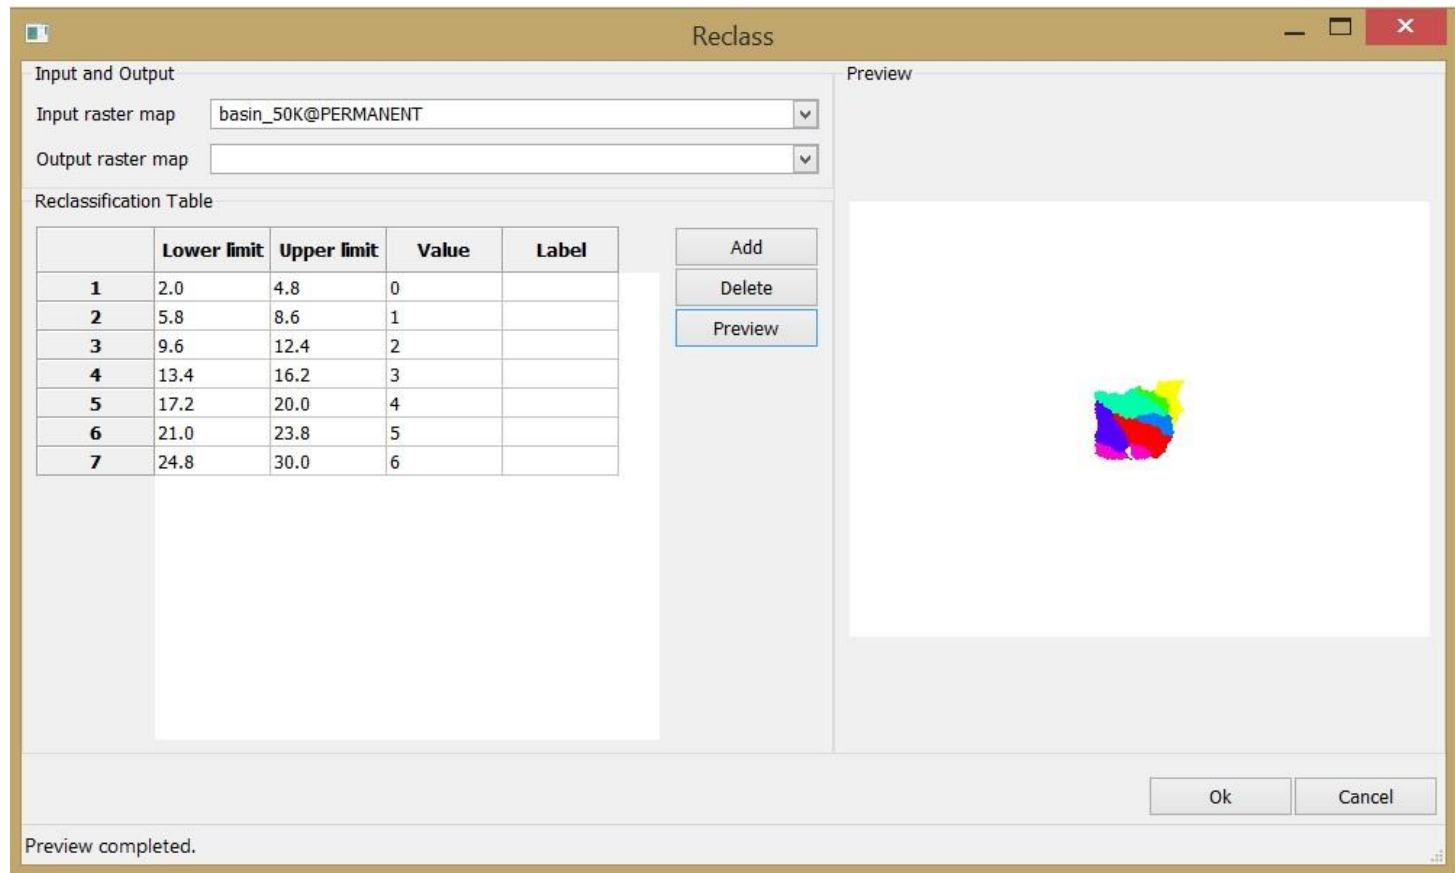 Reclass
Input and Output
Input raster map basin_50K@PERMANENT
Output raster map
Reclassification Table
Lower limit Upper limit Value Label
1 2.0 4.8 0
2 5.8 8.6 1
3 9.6 12.4 2
4 13.4 16.2 3
5 17.2 20.0 4
6 21.0 23.8 5
7 24.8 30.0 6
Add
Delete
Preview
Preview
Ok Cancel
Preview completed.